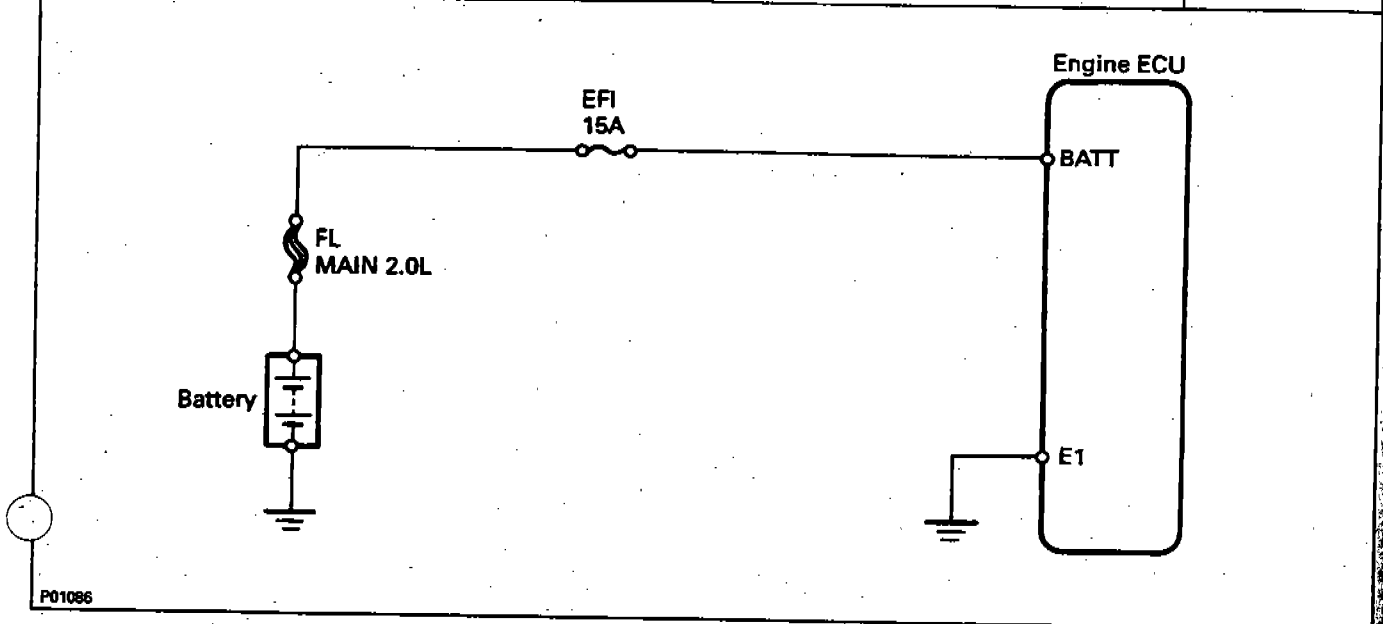 Engine ECU
EFI
15A
BATT
FL
MAIN 2.0L
Battery
E1
P01086